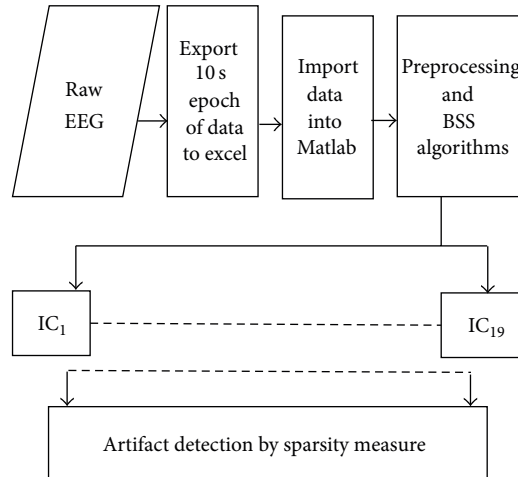 Raw
EEG
Export
10 s
epoch
of data
to excel
Import
data
into
Matlab
Preprocessing
and
BSS
algorithms
IC₁
IC₁₉
Artifact detection by sparsity measure